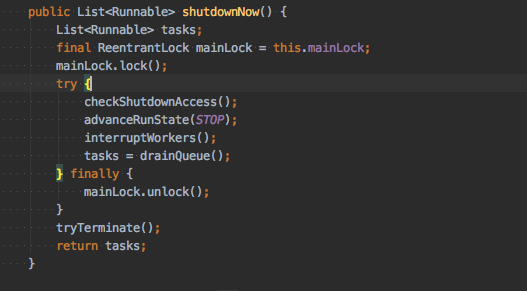 public List<Runnable> shutdownNow() {
    List<Runnable> tasks;
    final ReentrantLock mainLock = this.mainLock;
    mainLock.lock();
    try {
        checkShutdownAccess();
        advanceRunState(STOP);
        interruptWorkers();
        tasks = drainQueue();
    } finally {
        mainLock.unlock();
    }
    tryTerminate();
    return tasks;
}